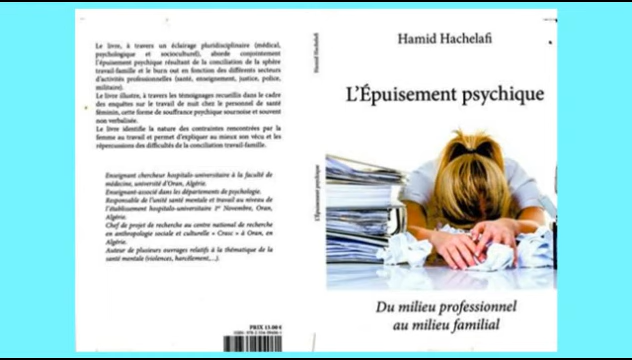 Le livre, à travers un éclairage pluridisciplinaire (médical,
psychologique et socioculturel), aborde conjointement
l'épuisement psychique résultant de la conciliation de la sphère
travail-famille et le burn out en fonction des différents secteurs
d'activités professionnelles (santé, enseignement, justice, police,
militaire).
Le livre illustre, à travers les témoignages recueillis dans le cadre
des enquêtes sur le travail de nuit chez le personnel de santé
féminin, cette forme de souffrance psychique sournoise et souvent
non verbalisée.
Le livre identifie la nature des contraintes rencontrées par la
femme au travail et permet d'expliquer au mieux son vécu et les
répercussions des difficultés de la conciliation travail-famille.
Enseignant chercheur hospitalo-universitaire à la faculté de
médecine, université d'Oran, Algérie.
Enseignant-associé dans les départements de psychologie.
Responsable de l'unité santé mentale et travail au niveau de
l'établissement hospitalo-universitaire 1er Novembre, Oran,
Algérie.
Chef de projet de recherche au centre national de recherche
en anthropologie sociale et culturelle « Crasc » à Oran, en
Algérie.
Auteur de plusieurs ouvrages relatifs à la thématique de la
santé mentale (violences, harcèlement,...).
PRIX 13.00 €
Hamid Hachelafi
L'Épuisement psychique
Hamid Hachelafi
L'Épuisement psychique
Du milieu professionnel
au milieu familial